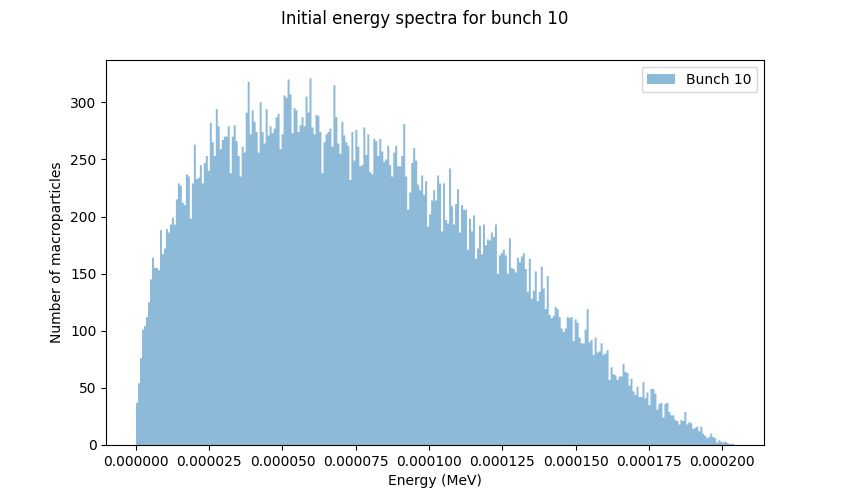 Initial energy spectra for bunch 10
Bunch 10
Number of macroparticles
300
250
200
150
100
50
0
0.000000 0.000025 0.000050 0.000075 0.000100 0.000125 0.000150 0.000175 0.000200
Energy (MeV)